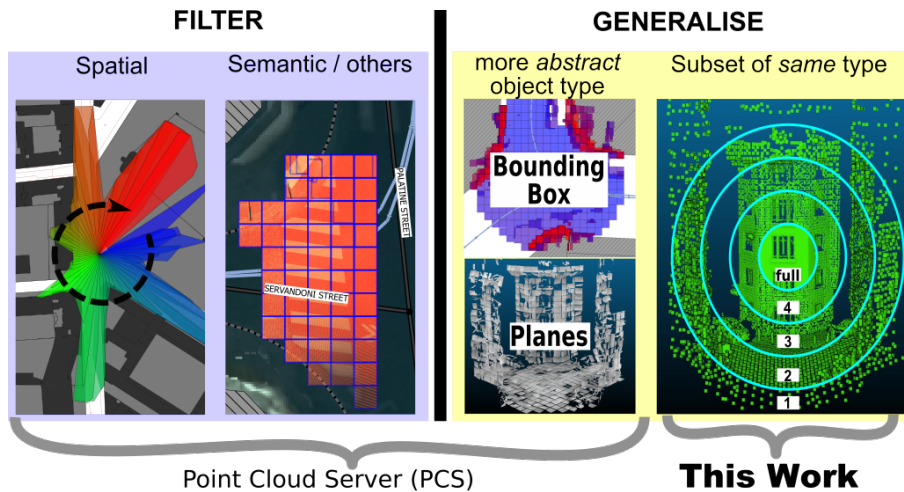 FILTER
GENERALISE
Spatial
Semantic / others
more abstract
object type
Subset of same type
PALATINE STREET
SERVANDONI STREET
Bounding
Box
Planes
full
4
3
2
1
Point Cloud Server (PCS)
This Work